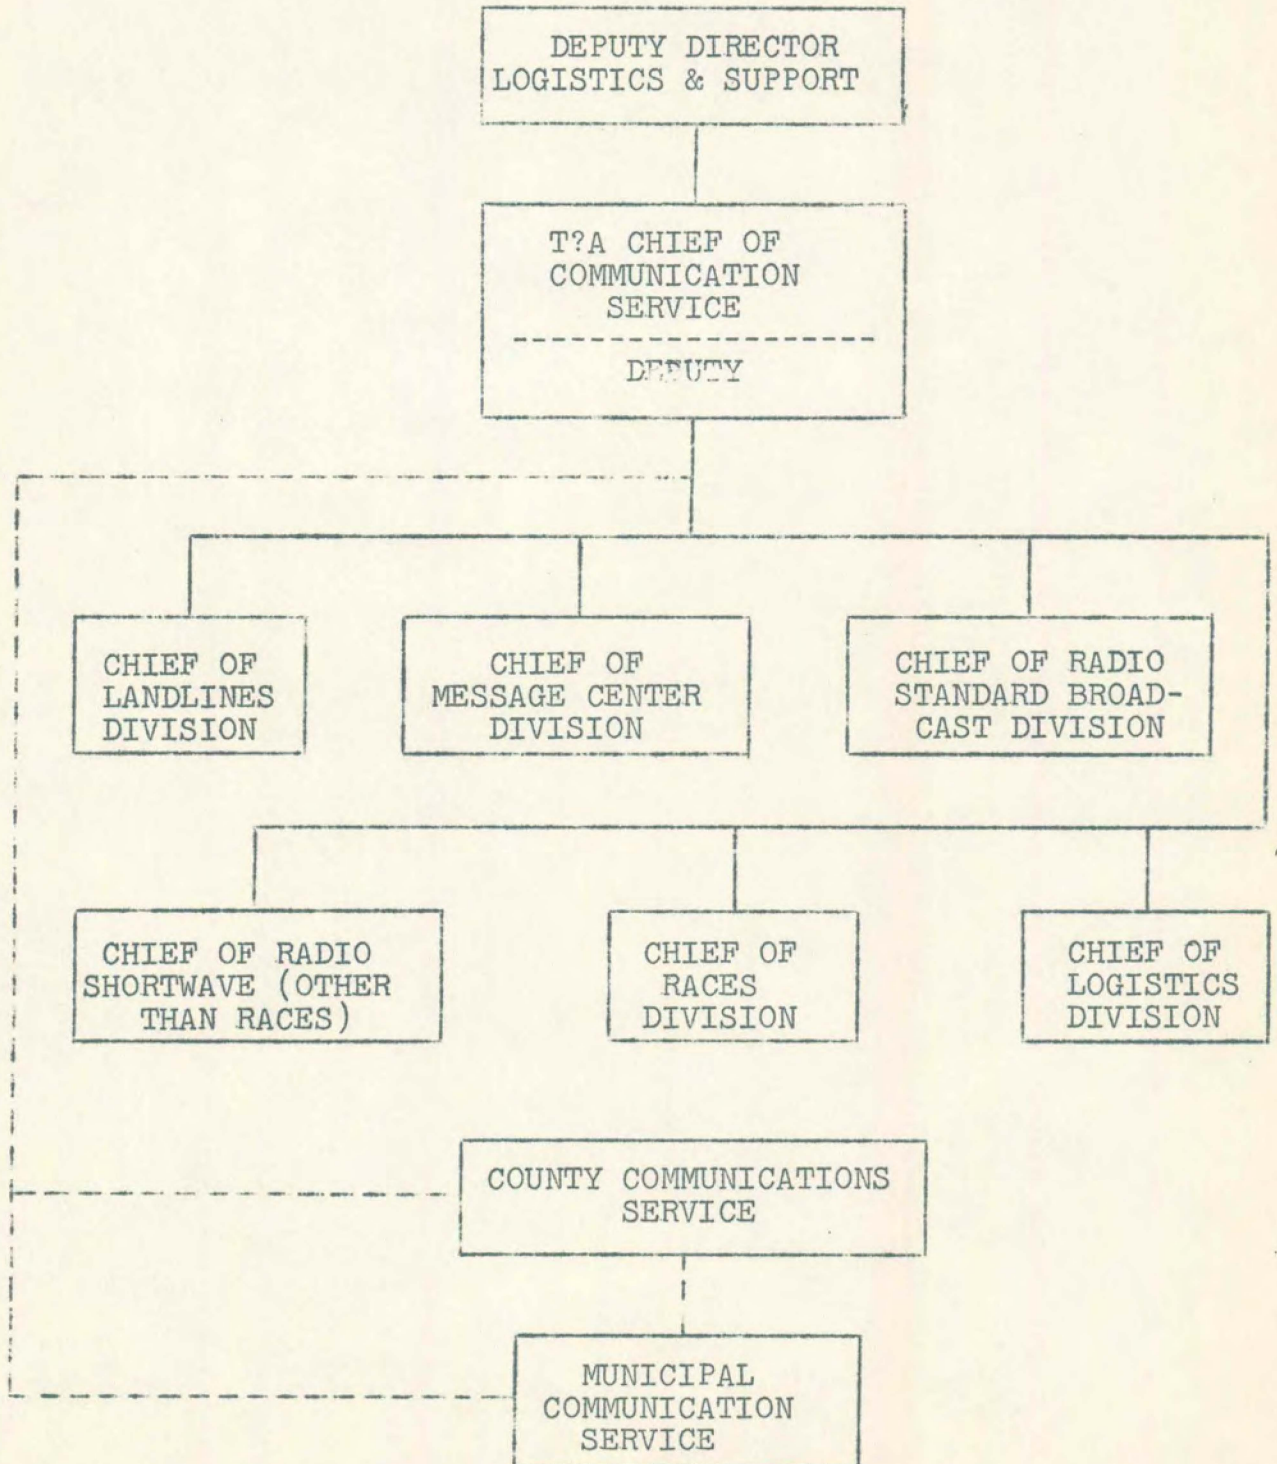 DEPUTY DIRECTOR
LOGISTICS & SUPPORT
T?A CHIEF OF
COMMUNICATION
SERVICE
DEPUTY
CHIEF OF
LANDLINES
DIVISION
CHIEF OF
MESSAGE CENTER
DIVISION
CHIEF OF RADIO
STANDARD BROAD-
CAST DIVISION
CHIEF OF RADIO
SHORTWAVE (OTHER
THAN RACES)
CHIEF OF
RACES
DIVISION
CHIEF OF
LOGISTICS
DIVISION
COUNTY COMMUNICATIONS
SERVICE
MUNICIPAL
COMMUNICATION
SERVICE